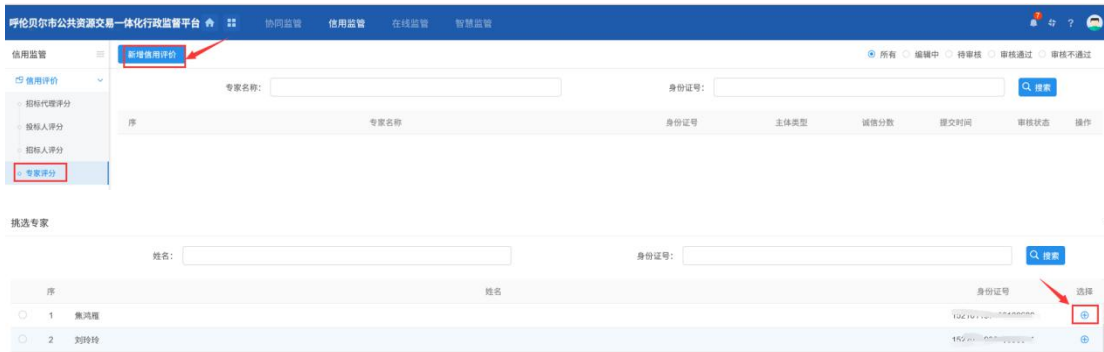 呼伦贝尔市公共资源交易一体化行政监督平台 协同监管 信用监管 在线监管 智慧监管 7 ?
信用监管 新增信用评价 所有 编辑中 待审核 审核通过 审核不通过
信用评价
专家名称: 身份证号: 搜索
招标代理评分
投标人评分
序 专家名称 身份证号 主体类型 诚信分数 提交时间 审核状态 操作
招标人评分
专家评分
挑选专家
姓名: 身份证号: 搜索
序 姓名 身份证号 选择
1 焦鸿雁
2 刘玲玲